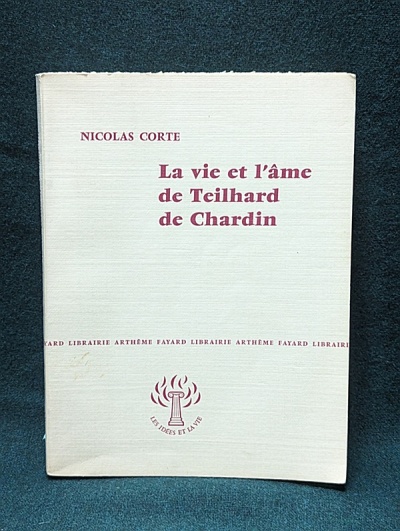 NICOLAS CORTE
La vie et l'âme
de Teilhard
de Chardin
YARD LIBRAIRIE ARTHÈME FAYARD LIBRAIRIE ARTHÈME FAYARD LIBRAIRI
LES IDÉES ET LA VIE